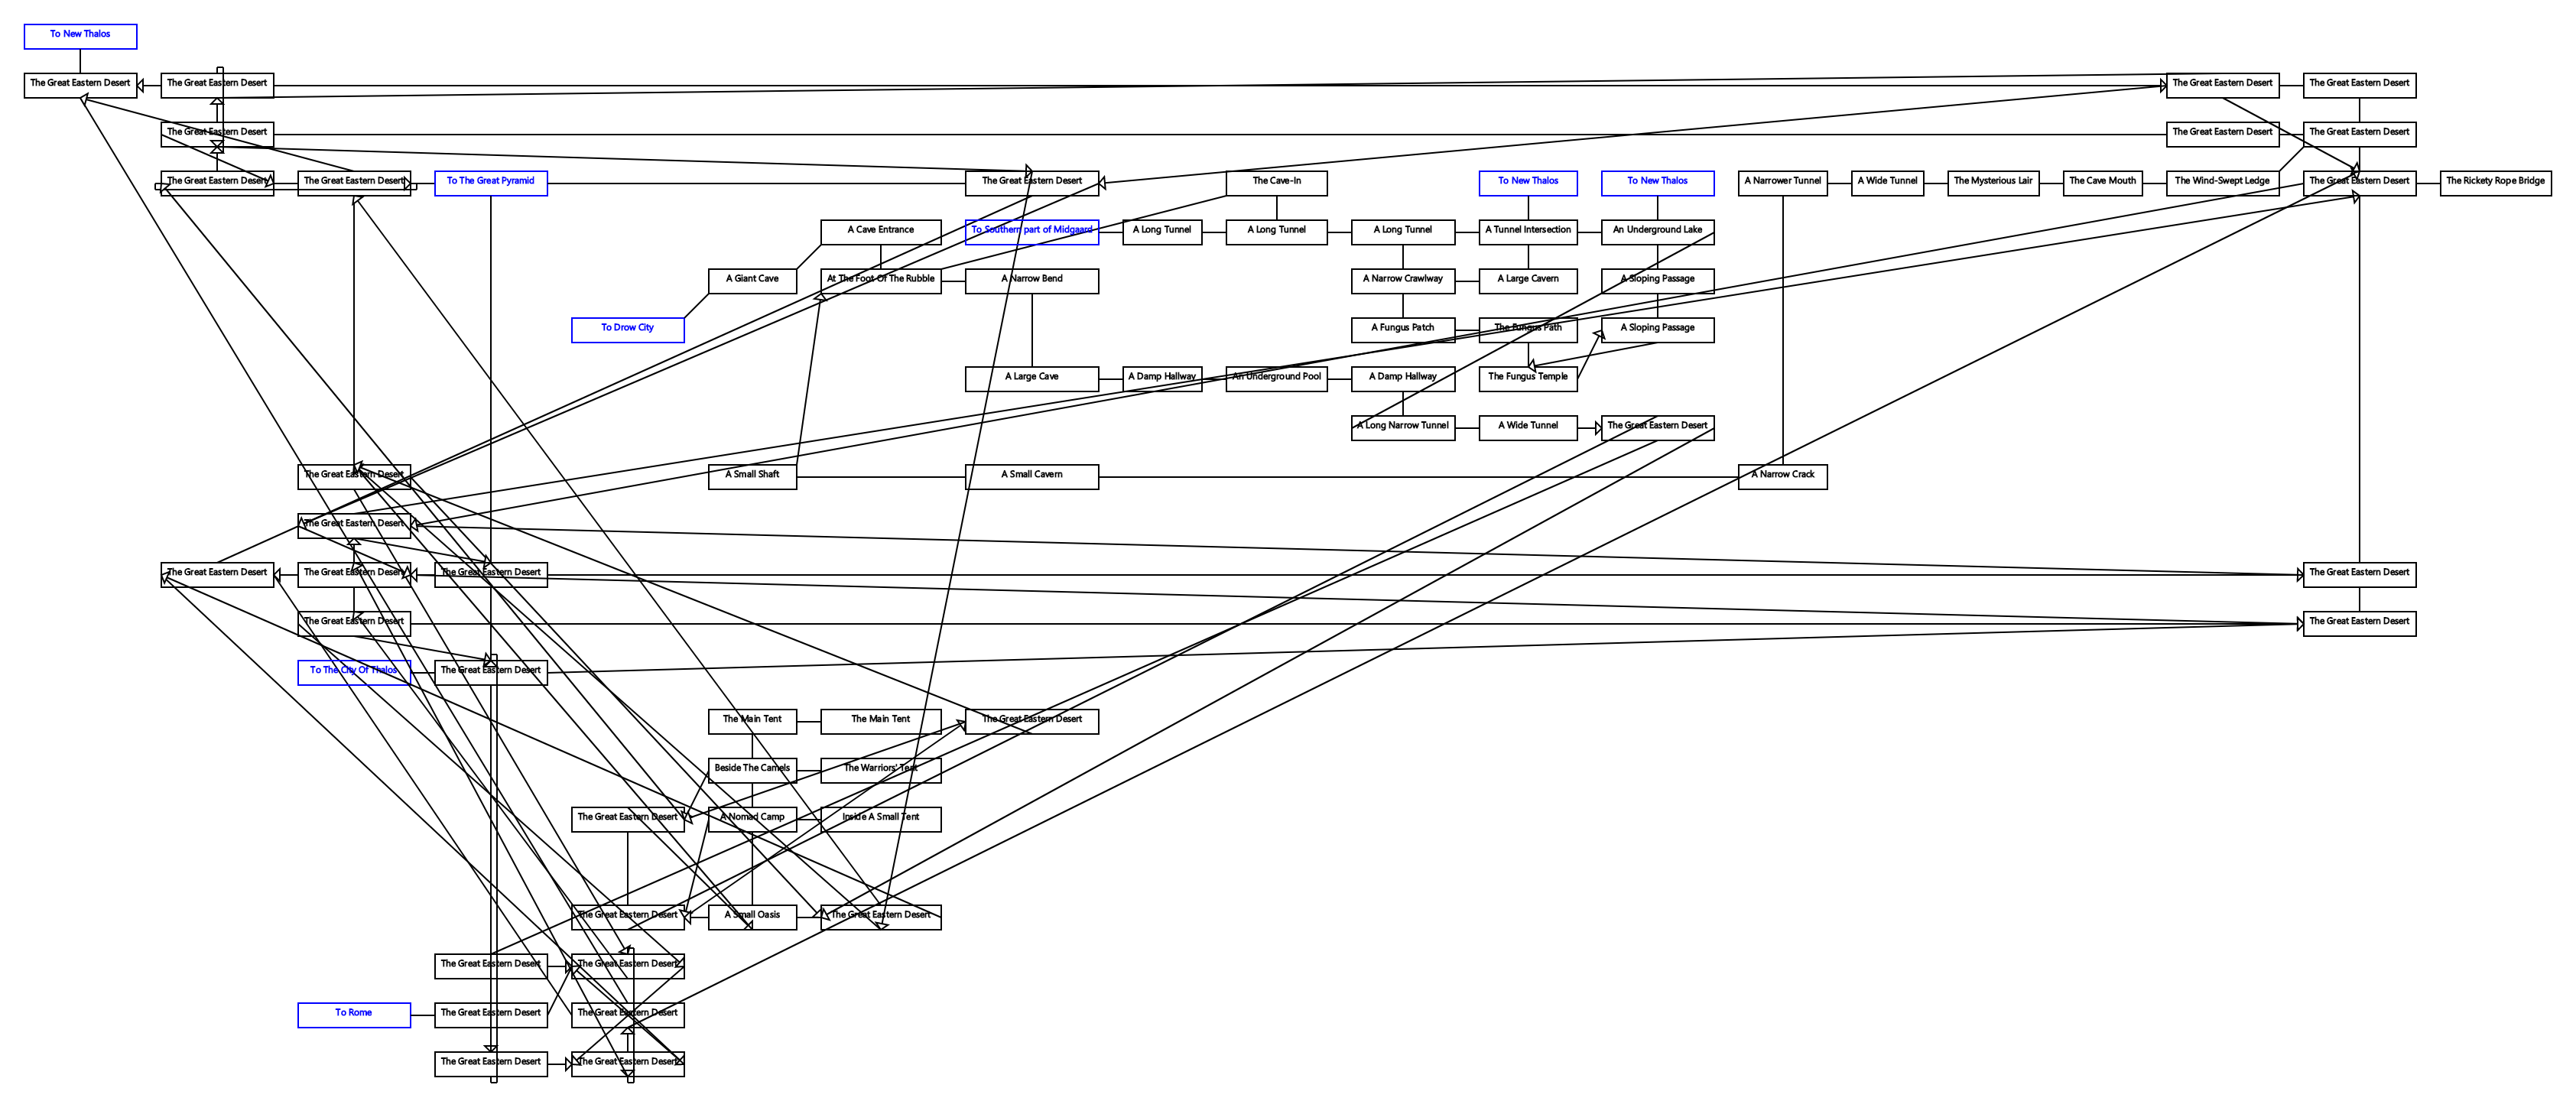 To New Thalos
The Great Eastern Desert
The Great Eastern Desert
The Great Eastern Desert
The Great Eastern Desert
The Great Eastern Desert
The Great Eastern Desert
The Great Eastern Desert
The Great Eastern Desert
The Great Eastern Desert
To The Great Pyramid
The Great Eastern Desert
The Cave-In
To New Thalos
To New Thalos
A Narrower Tunnel
A Wide Tunnel
The Mysterious Lair
The Cave Mouth
The Wind-Swept Ledge
The Great Eastern Desert
The Rickety Rope Bridge
A Cave Entrance
To Southern part of Midgaard
A Long Tunnel
A Long Tunnel
A Long Tunnel
A Tunnel Intersection
An Underground Lake
A Giant Cave
At The Foot Of The Rubble
A Narrow Bend
A Narrow Crawlway
A Large Cavern
A Sloping Passage
To Drow City
A Fungus Patch
The Fungus Path
A Sloping Passage
A Large Cave
A Damp Hallway
An Underground Pool
A Damp Hallway
The Fungus Temple
A Long Narrow Tunnel
A Wide Tunnel
The Great Eastern Desert
The Great Eastern Desert
A Small Shaft
A Small Cavern
A Narrow Crack
The Great Eastern Desert
The Great Eastern Desert
The Great Eastern Desert
The Great Eastern Desert
The Great Eastern Desert
The Great Eastern Desert
The Great Eastern Desert
To The City Of Thalos
The Great Eastern Desert
The Main Tent
The Main Tent
The Great Eastern Desert
Beside The Camels
The Warriors' Tent
The Great Eastern Desert
A Nomad Camp
Inside A Small Tent
The Great Eastern Desert
A Small Oasis
The Great Eastern Desert
The Great Eastern Desert
The Great Eastern Desert
To Rome
The Great Eastern Desert
The Great Eastern Desert
The Great Eastern Desert
The Great Eastern Desert